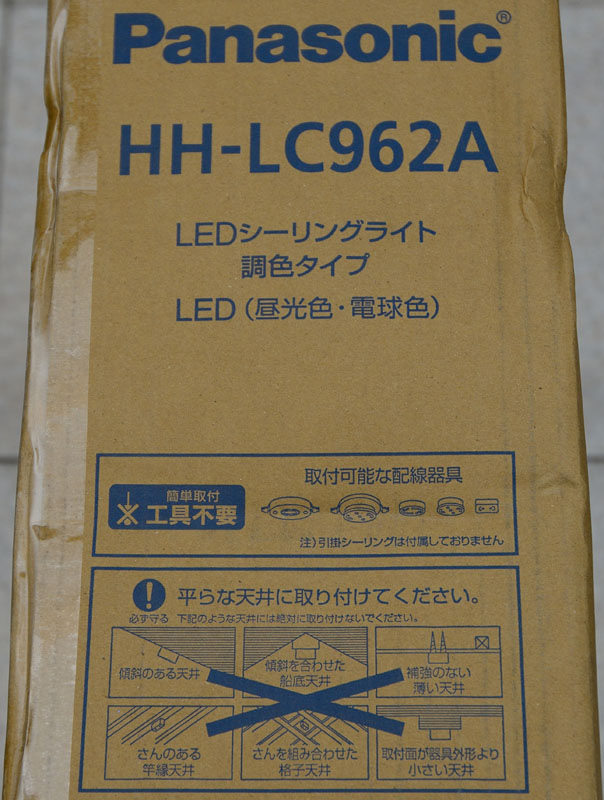 Panasonic®
HH-LC962A
LEDシーリングライト
調色タイプ
LED（昼光色・電球色）
取付可能な配線器具
簡単取付
工具不要
注）引掛シーリングは付属しておりません
平らな天井に取り付けてください。
必ず守る 下記のような天井には絶対に取り付けないでください。
傾斜のある天井
傾斜を合わせた
船底天井
補強のない
薄い天井
さんのある
竿縁天井
さんを組み合わせた
格子天井
取付面が器具外形より
小さい天井